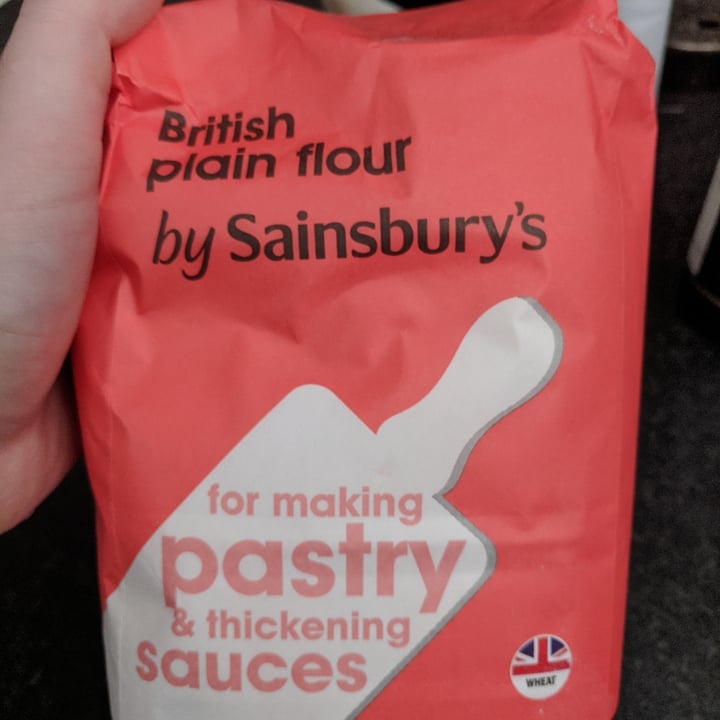 British
plain flour
by Sainsbury's
for making
pastry
& thickening
sauces
WHEAT